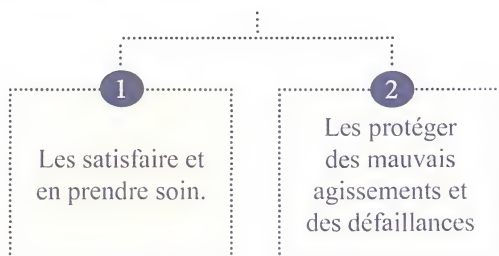 1
Les satisfaire et
en prendre soin.
2
Les protéger
des mauvais
agissements et
des défaillances